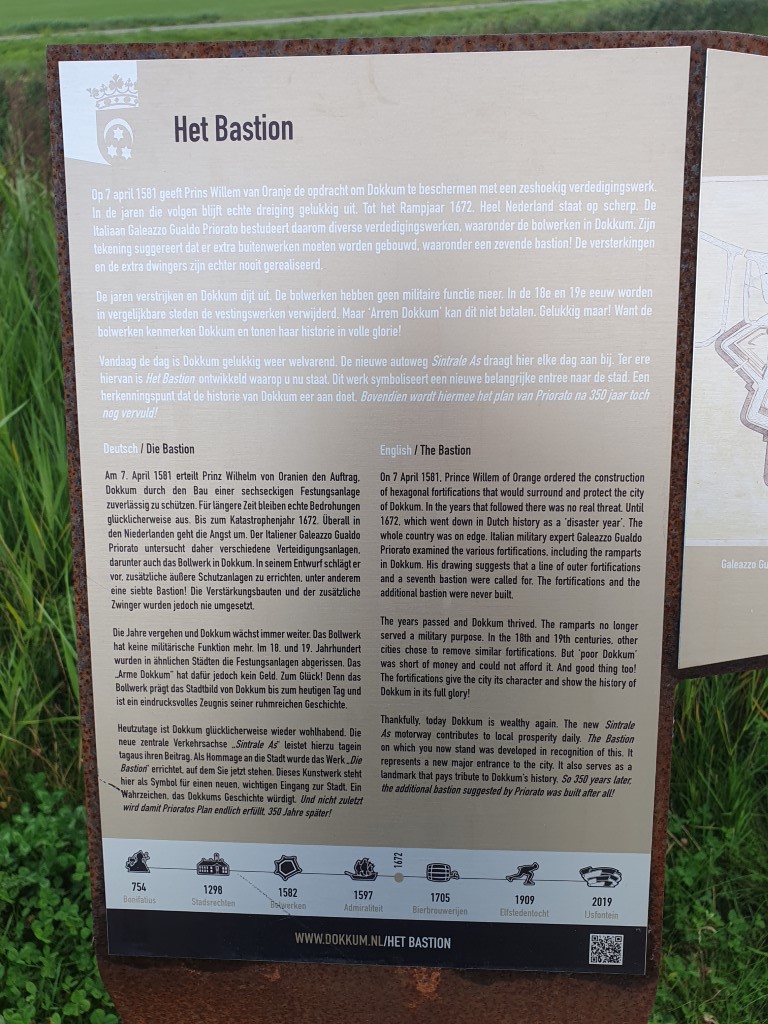 Het Bastion
Op 7 april 1581 geeft Prins Willem van Oranje de opdracht om Dokkum te beschermen met een zeshoekig verdedigingswerk.
In de jaren die volgen blijft echte dreiging gelukkig uit. Tot het Rampjaar 1672. Heel Nederland staat op scherp. De
Italiaan Galeazzo Gualdo Priorato bestudeert daarom diverse verdedigingswerken, waaronder de bolwerken in Dokkum. Zijn
tekening suggereert dat er extra buitenwerken moeten worden gebouwd, waaronder een zevende bastion! De versterkingen
en de extra dwingers zijn echter nooit gerealiseerd.
De jaren verstrijken en Dokkum dijt uit. De bolwerken hebben geen militaire functie meer. In de 18e en 19e eeuw worden
in vergelijkbare steden de vestingswerken verwijderd. Maar 'Arrem Dokkum' kan dit niet betalen. Gelukkig maar! Want de
bolwerken kenmerken Dokkum en tonen haar historie in volle glorie!
Vandaag de dag is Dokkum gelukkig weer welvarend. De nieuwe autoweg Sintrale As draagt hier elke dag aan bij. Ter ere
hiervan is Het Bastion ontwikkeld waarop u nu staat. Dit werk symboliseert een nieuwe belangrijke entree naar de stad. Een
herkenningspunt dat de historie van Dokkum eer aan doet. Bovendien wordt hiermee het plan van Priorato na 350 jaar toch
nog vervuld!
Deutsch / Die Bastion
Am 7. April 1581 erteilt Prinz Wilhelm von Oranien den Auftrag,
Dokkum durch den Bau einer sechseckigen Festungsanlage
zuverlässig zu schützen. Für längere Zeit bleiben echte Bedrohungen
glücklicherweise aus. Bis zum Katastrophenjahr 1672. Überall in
den Niederlanden geht die Angst um. Der Italiener Galeazzo Gualdo
Priorato untersucht daher verschiedene Verteidigungsanlagen,
darunter auch das Bollwerk in Dokkum. In seinem Entwurf schlägt er
vor, zusätzliche äußere Schutzanlagen zu errichten, unter anderem
eine siebte Bastion! Die Verstärkungsbauten und der zusätzliche
Zwinger wurden jedoch nie umgesetzt.
Die Jahre vergehen und Dokkum wächst immer weiter. Das Bollwerk
hat keine militärische Funktion mehr. Im 18. und 19. Jahrhundert
wurden in ähnlichen Städten die Festungsanlagen abgerissen. Das
„Arme Dokkum" hat dafür jedoch kein Geld. Zum Glück! Denn das
Bollwerk prägt das Stadtbild von Dokkum bis zum heutigen Tag und
ist ein eindrucksvolles Zeugnis seiner ruhmreichen Geschichte.
Heutzutage ist Dokkum glücklicherweise wieder wohlhabend. Die
neue zentrale Verkehrsachse „Sintrale As" leistet hierzu tagein
tagaus ihren Beitrag. Als Hommage an die Stadt wurde das Werk „Die
Bastion" errichtet, auf dem Sie jetzt stehen. Dieses Kunstwerk steht
hier als Symbol für einen neuen, wichtigen Eingang zur Stadt. Ein
Wahrzeichen, das Dokkums Geschichte würdigt. Und nicht zuletzt
wird damit Prioratos Plan endlich erfüllt, 350 Jahre später!
English / The Bastion
On 7 April 1581, Prince Willem of Orange ordered the construction
of hexagonal fortifications that would surround and protect the city
of Dokkum. In the years that followed there was no real threat. Until
1672, which went down in Dutch history as a 'disaster year'. The
whole country was on edge. Italian military expert Galeazzo Gualdo
Priorato examined the various fortifications, including the ramparts
in Dokkum. His drawing suggests that a line of outer fortifications
and a seventh bastion were called for. The fortifications and the
additional bastion were never built.
The years passed and Dokkum thrived. The ramparts no longer
served a military purpose. In the 18th and 19th centuries, other
cities chose to remove similar fortifications. But 'poor Dokkum'
was short of money and could not afford it. And good thing too!
The fortifications give the city its character and show the history of
Dokkum in its full glory!
Thankfully, today Dokkum is wealthy again. The new Sintrale
As motorway contributes to local prosperity daily. The Bastion
on which you now stand was developed in recognition of this. It
represents a new major entrance to the city. It also serves as a
landmark that pays tribute to Dokkum's history. So 350 years later,
the additional bastion suggested by Priorato was built after all!
Galeazzo Gu
1672
754 1298 1582 1597 1705 1909 2019
Bonifatius Stadsrechten Bolwerken Admiraliteit Bierbrouwerijen Elfstedentocht IJsfontein
WWW.DOKKUM.NL/HET BASTION